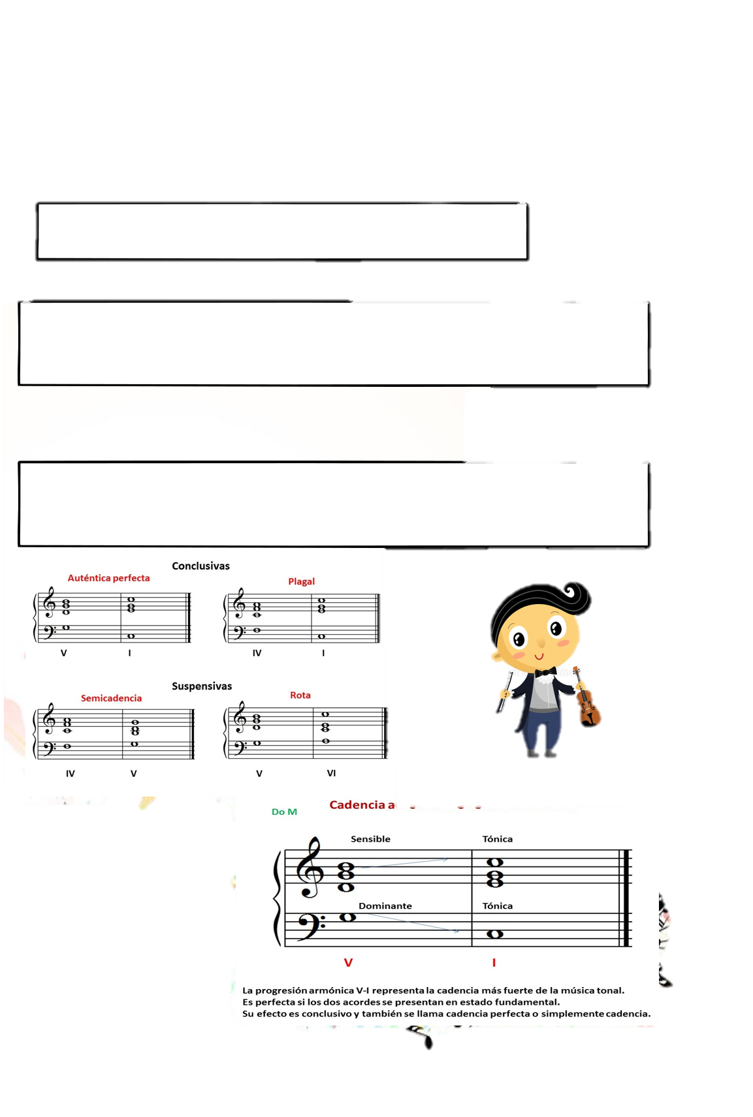 Conclusivas
Auténtica perfecta
Plagal
V I IV I
Suspensivas
Semicadencia
Rota
IV V V VI
Cadencia a
Do M
Sensible Tónica
Dominante Tónica
V I
La progresión armónica V-I representa la cadencia más fuerte de la música tonal.
Es perfecta si los dos acordes se presentan en estado fundamental.
Su efecto es conclusivo y también se llama cadencia perfecta o simplemente cadencia.